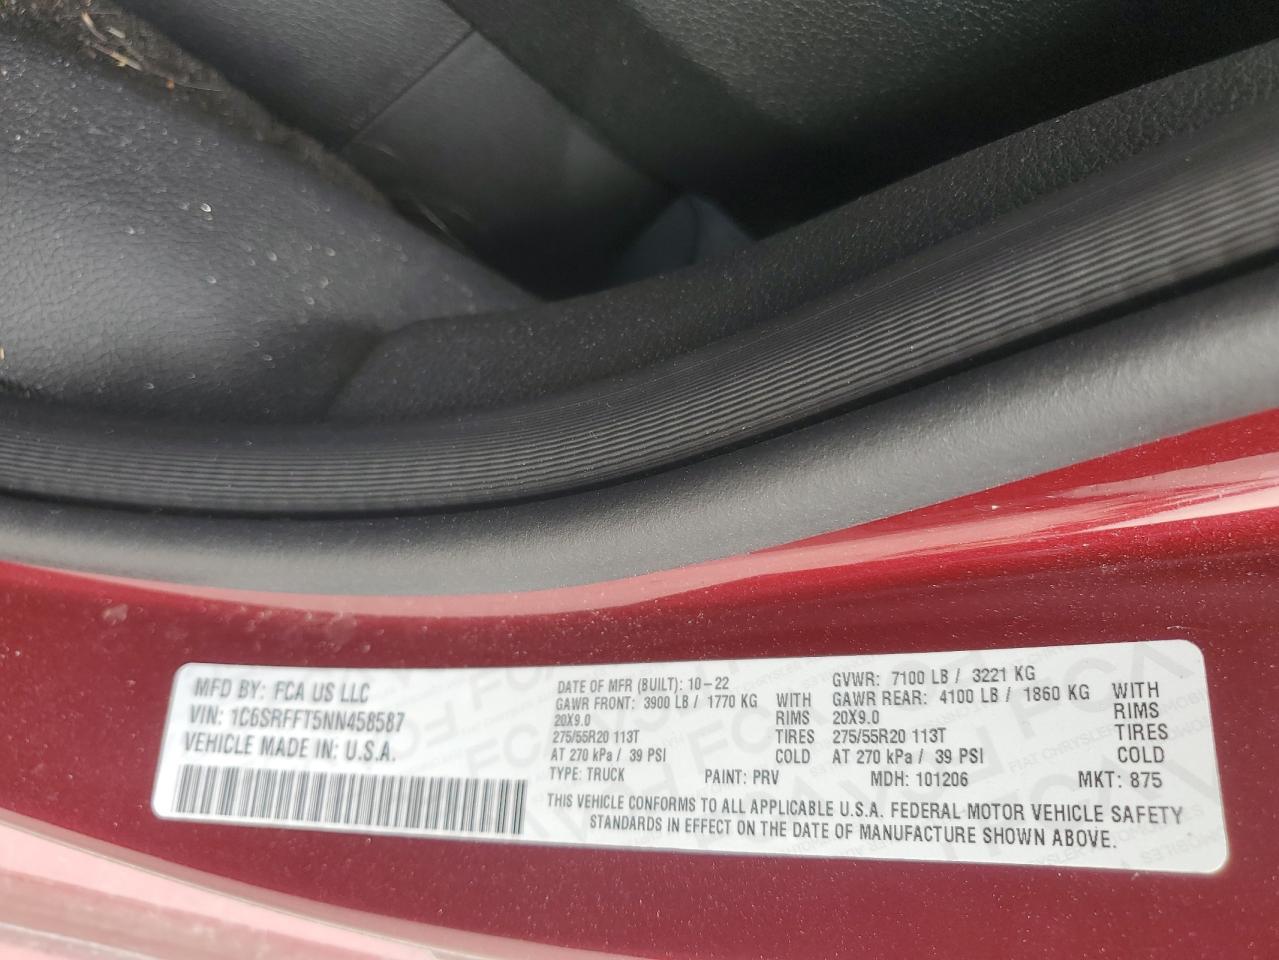 MFD BY: FCA US LLC
VIN: 1C6SRFFT5NN458587
VEHICLE MADE IN: U.S.A.
DATE OF MFR (BUILT): 10-22
GVWR: 7100 LB / 3221 KG
GAWR FRONT: 3900 LB / 1770 KG WITH
20X9.0 RIMS
275/55R20 113T TIRES
AT 270 kPa / 39 PSI COLD
GAWR REAR: 4100 LB / 1860 KG WITH
20X9.0 RIMS
275/55R20 113T TIRES
AT 270 kPa / 39 PSI COLD
TYPE: TRUCK PAINT: PRV MDH: 101206 MKT: 875
THIS VEHICLE CONFORMS TO ALL APPLICABLE U.S.A. FEDERAL MOTOR VEHICLE SAFETY
STANDARDS IN EFFECT ON THE DATE OF MANUFACTURE SHOWN ABOVE.